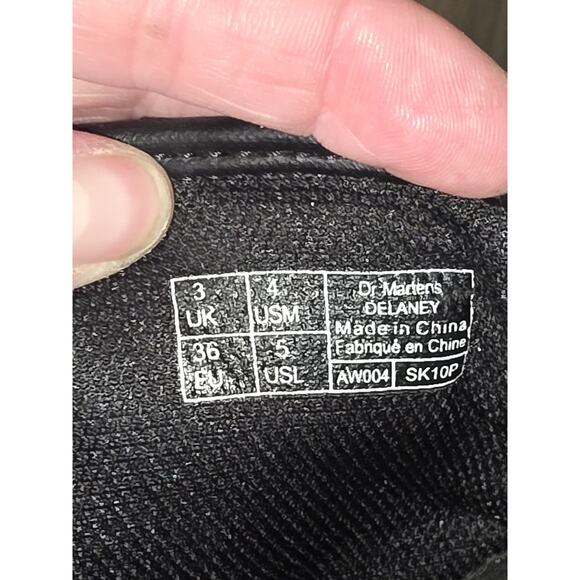 3
UK
4
USM
36
EU
5
USL
Dr Martens
DELANEY
Made in China
Fabriqué en Chine
AW004
SK10P